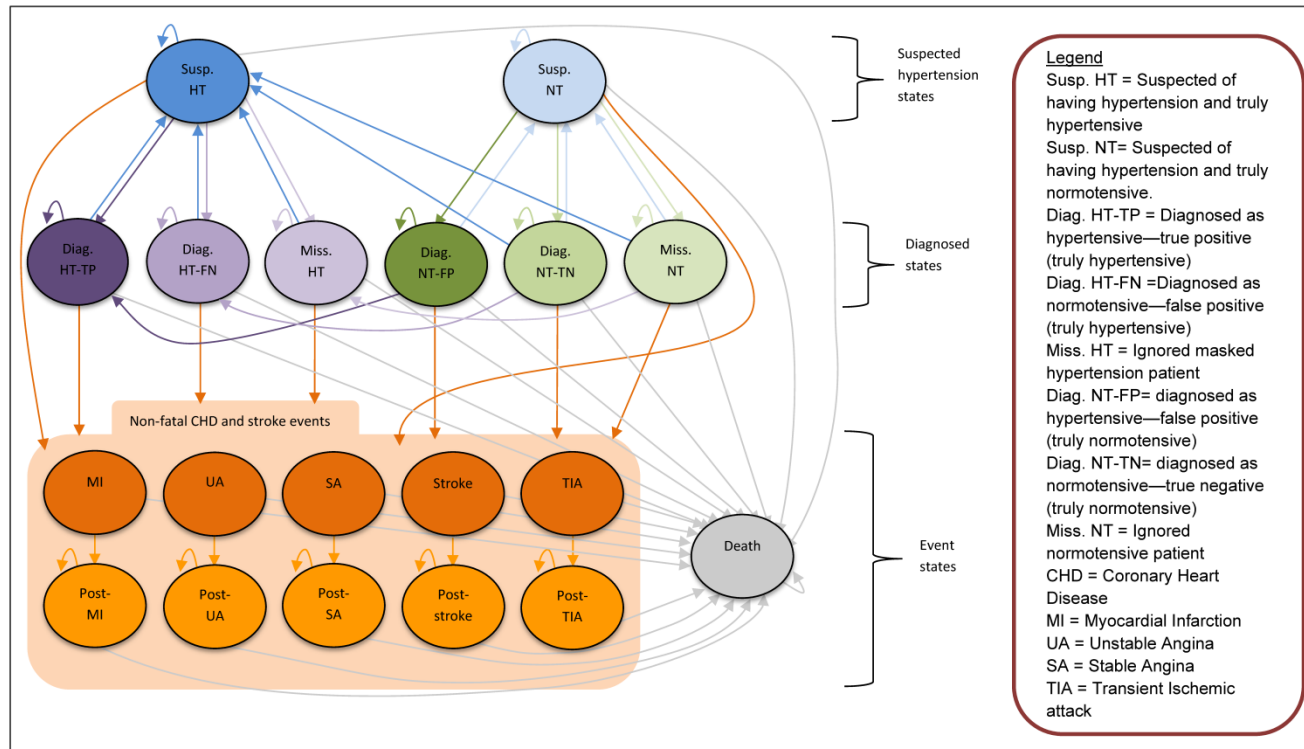 Susp.
HT
Susp.
NT
Suspected
hypertension
states
Diag.
HT-TP
Diag.
HT-FN
Miss.
HT
Diag.
NT-FP
Diag.
NT-TN
Miss.
NT
Diagnosed
states
Non-fatal CHD and stroke events
MI
UA
SA
Stroke
TIA
Death
Event
states
Post-
MI
Post-
UA
Post-
SA
Post-
stroke
Post-
TIA
Legend
Susp. HT = Suspected of
having hypertension and truly
hypertensive
Susp. NT= Suspected of
having hypertension and truly
normotensive.
Diag. HT-TP = Diagnosed as
hypertensive—true positive
(truly hypertensive)
Diag. HT-FN =Diagnosed as
normotensive—false positive
(truly hypertensive)
Miss. HT = Ignored masked
hypertension patient
Diag. NT-FP= diagnosed as
hypertensive—false positive
(truly normotensive)
Diag. NT-TN= diagnosed as
normotensive—true negative
(truly normotensive)
Miss. NT = Ignored
normotensive patient
CHD = Coronary Heart
Disease
MI = Myocardial Infarction
UA = Unstable Angina
SA = Stable Angina
TIA = Transient Ischemic
attack